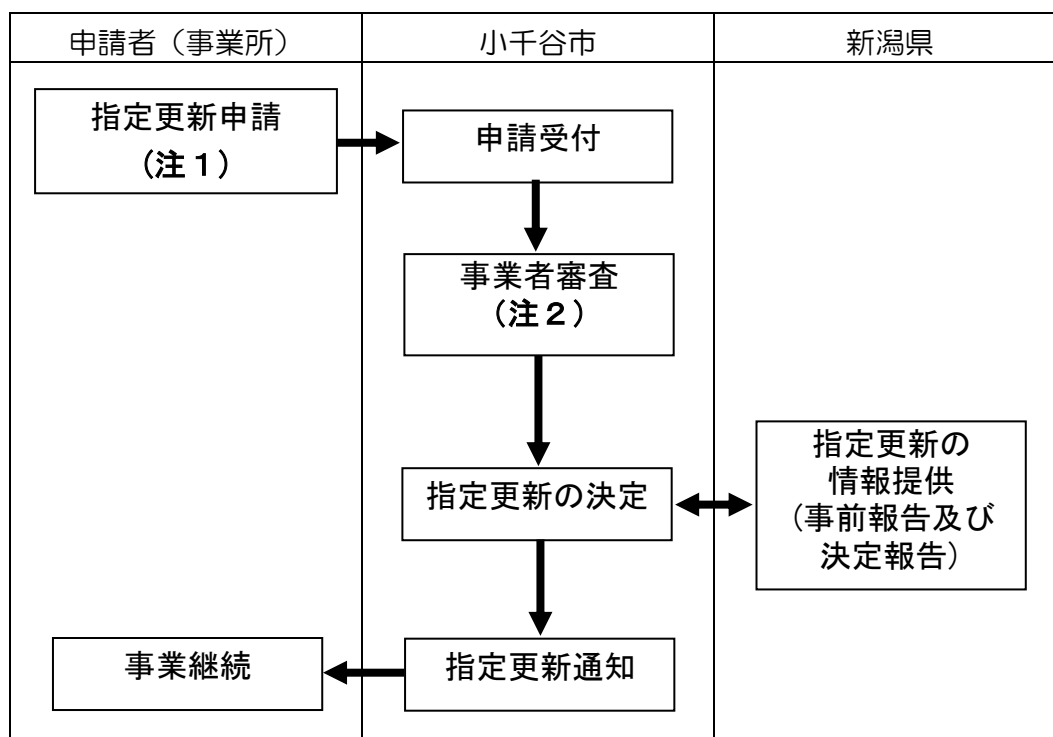 申請者（事業所）
小千谷市
新潟県
指定更新申請
（注１）
申請受付
事業者審査
（注２）
指定更新の決定
指定更新の
情報提供
（事前報告及び
決定報告）
事業継続
指定更新通知